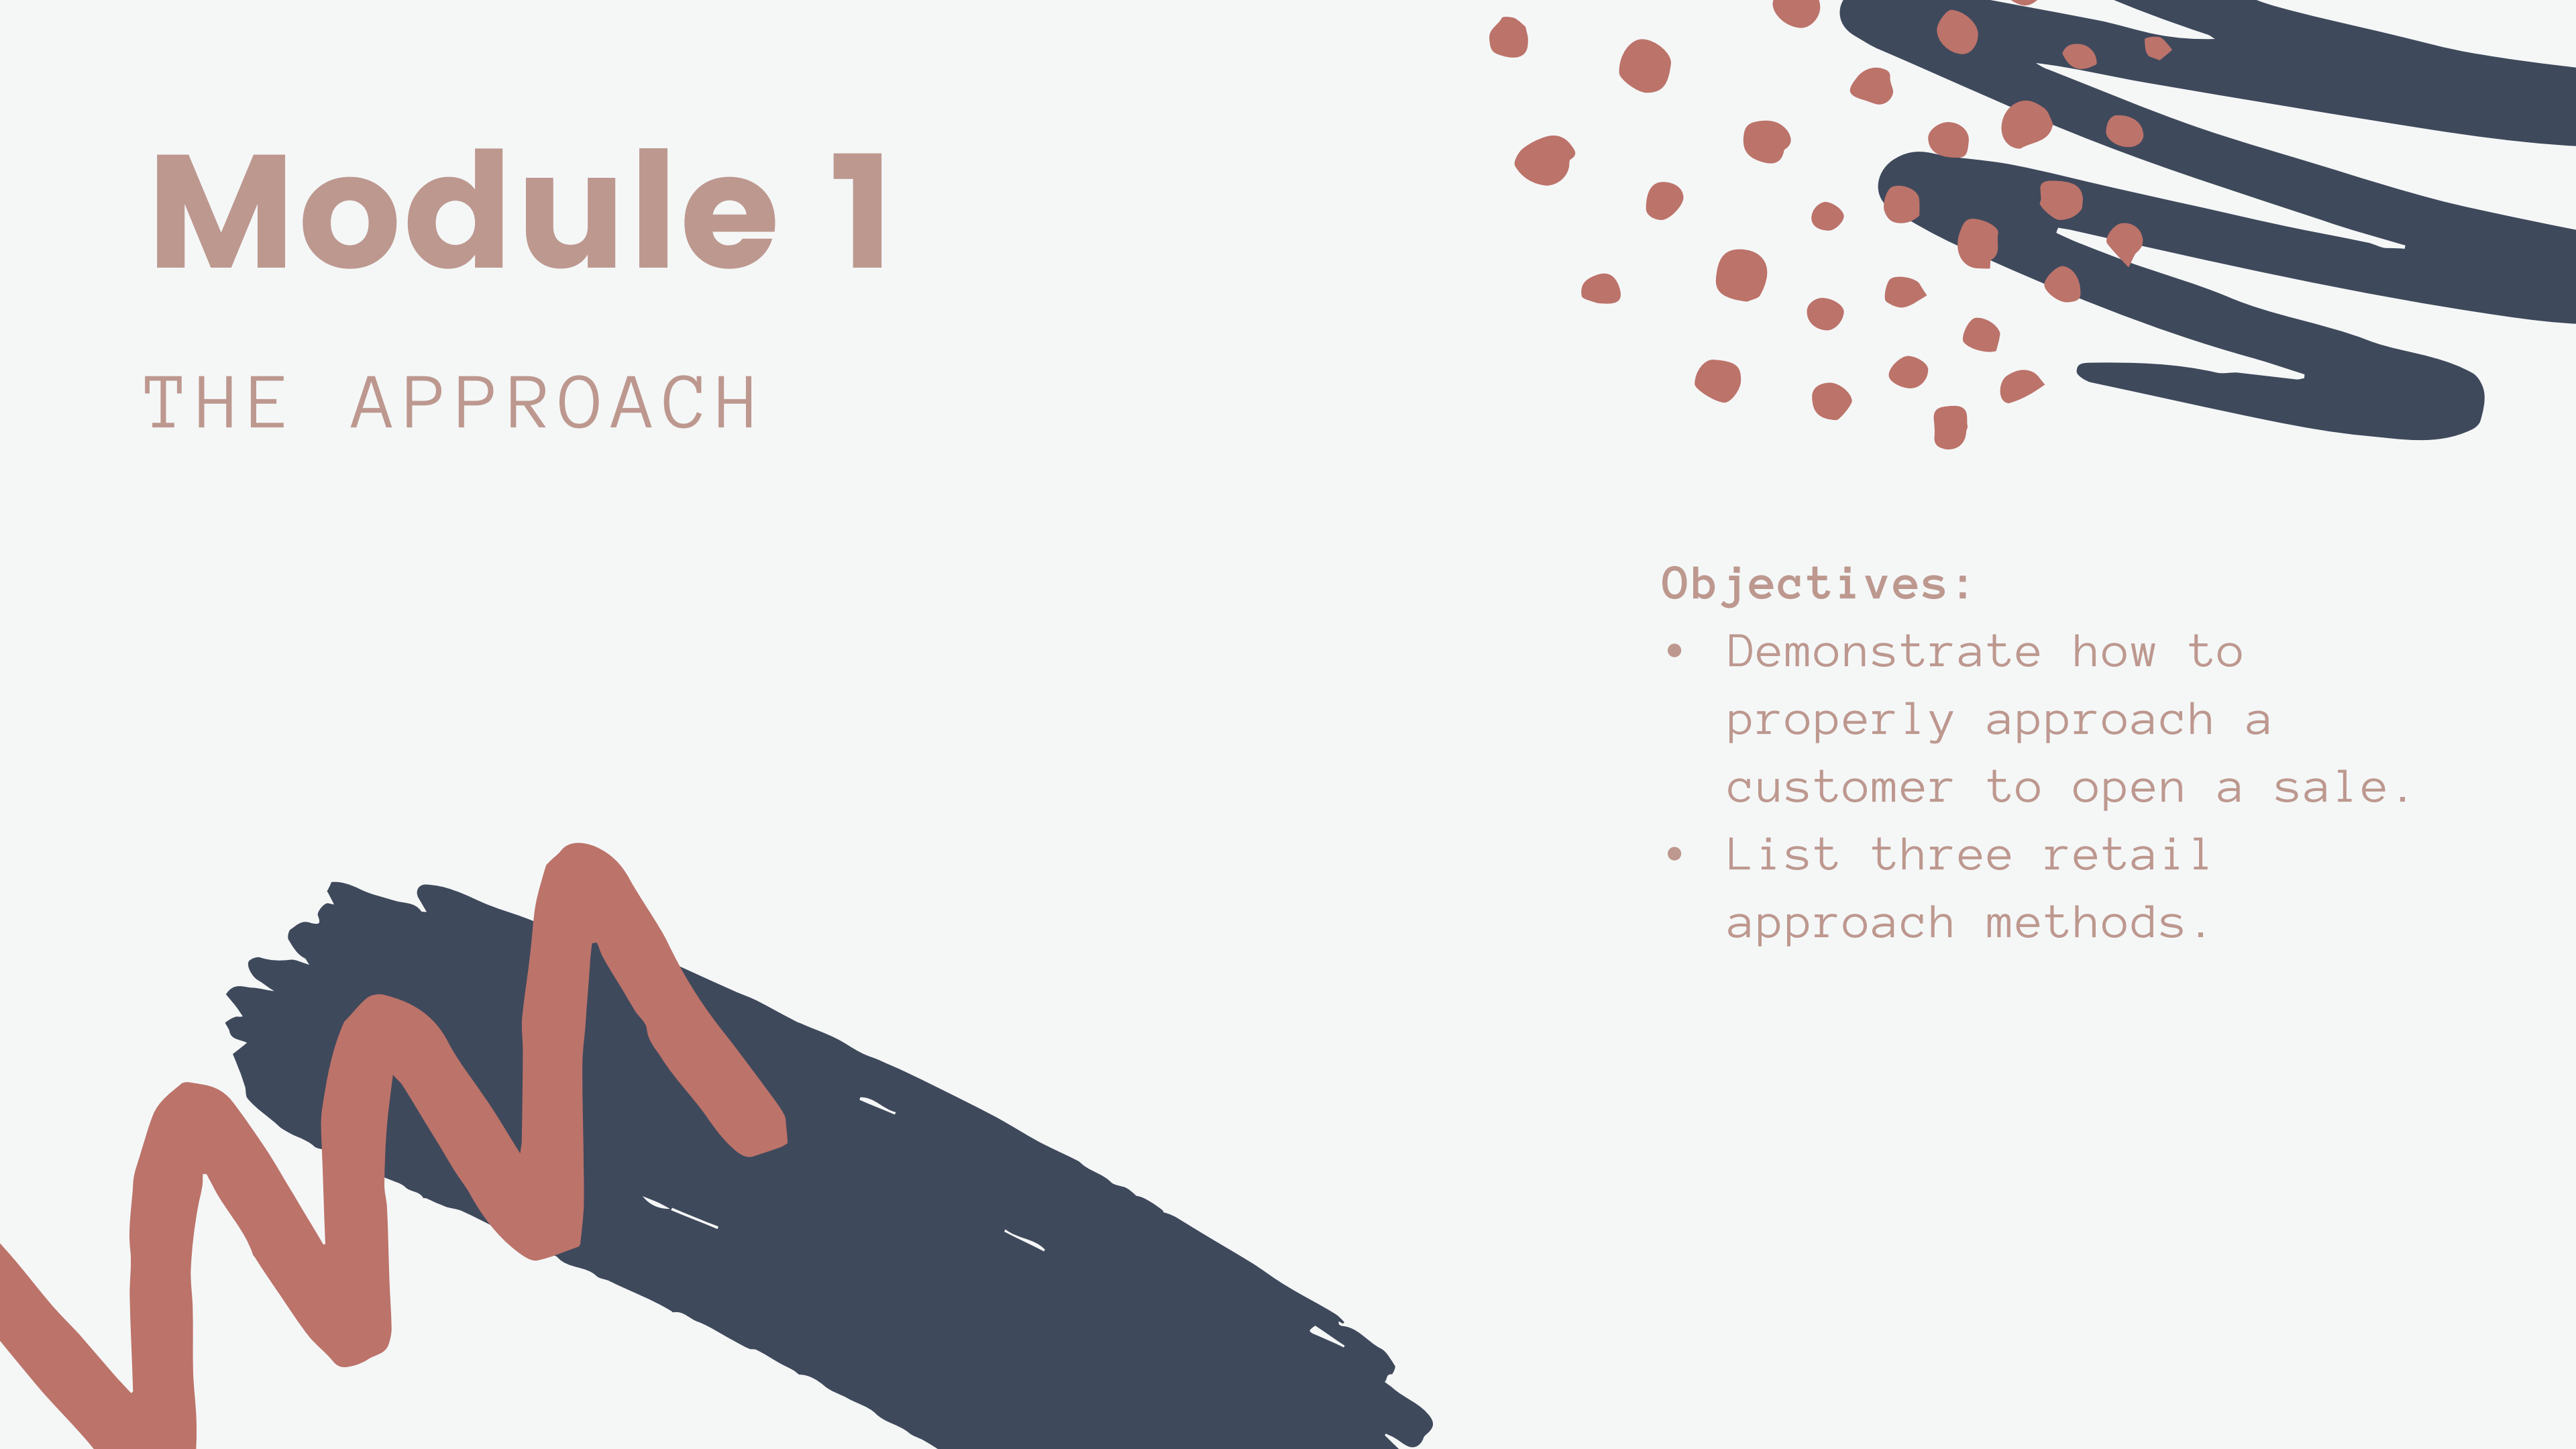 Module 1
THE APPROACH
Objectives:
• Demonstrate how to
properly approach a
customer to open a sale.
• List three retail
approach methods.